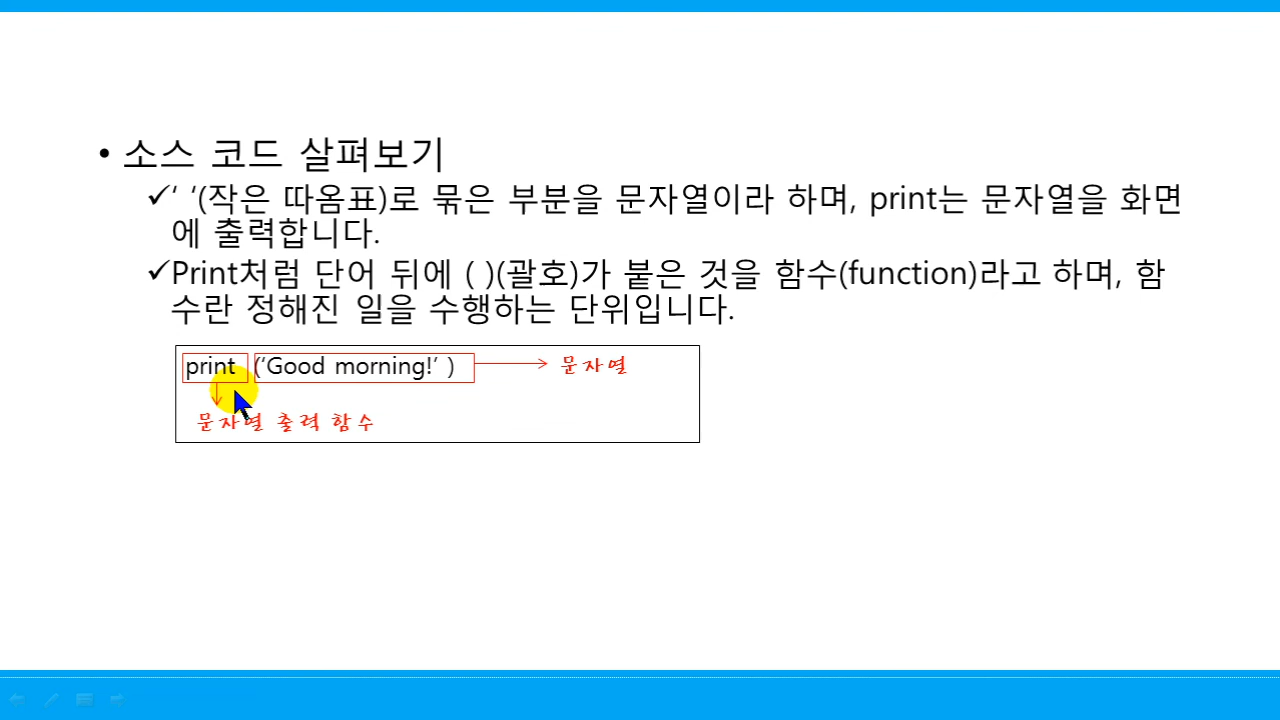 • 소스 코드 살펴보기
✓‘ ‘(작은 따옴표)로 묶은 부분을 문자열이라 하며, print는 문자열을 화면
에 출력합니다.
✓Print처럼 단어 뒤에 ( )(괄호)가 붙은 것을 함수(function)라고 하며, 함
수란 정해진 일을 수행하는 단위입니다.
print (‘Good morning!’ ) 문자열
문자열 출력 함수